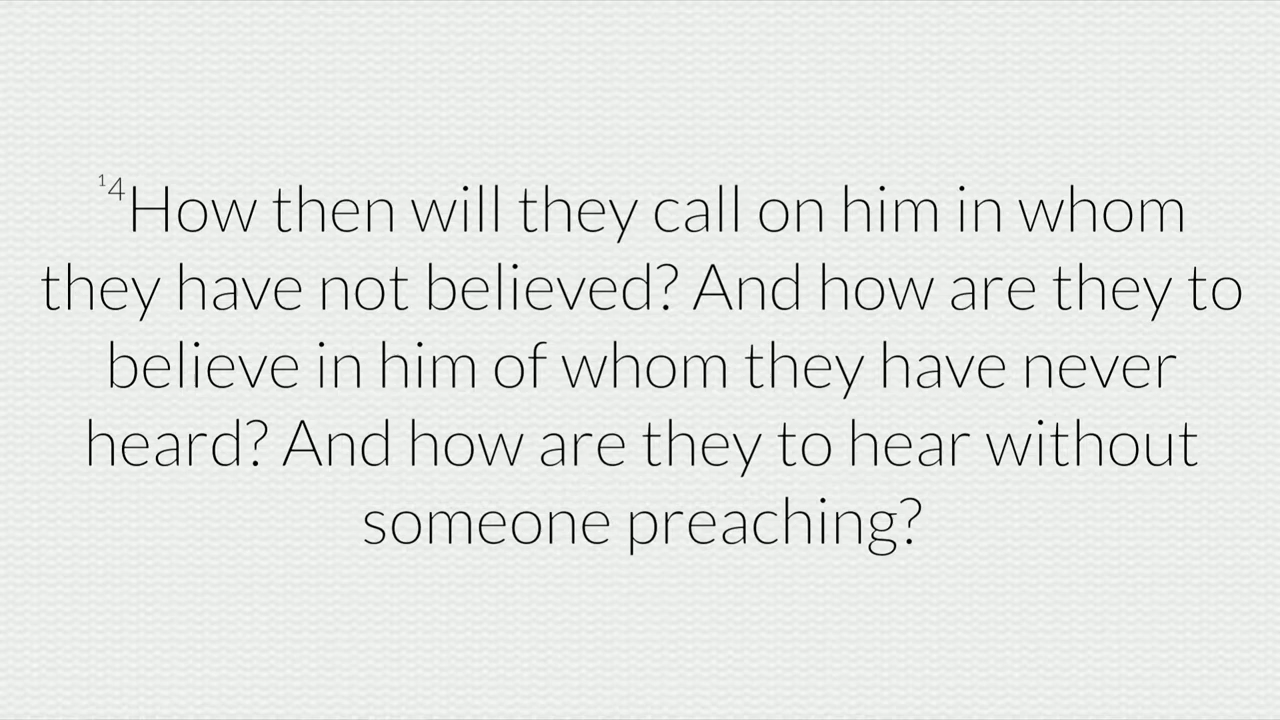 14How then will they call on him in whom
they have not believed? And how are they to
believe in him of whom they have never
heard? And how are they to hear without
someone preaching?